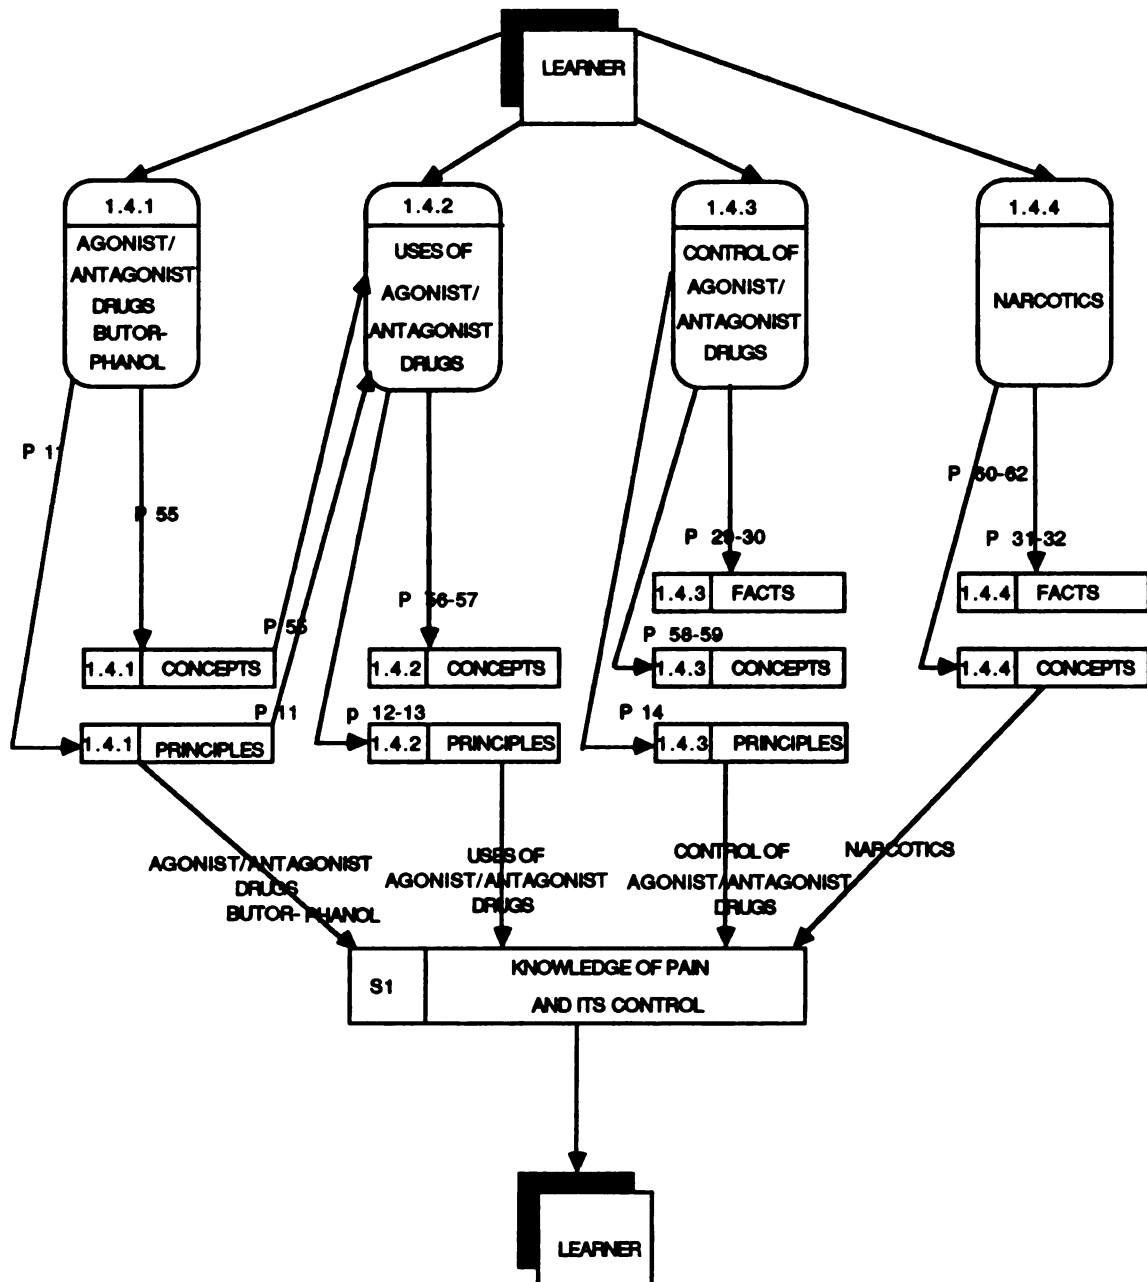 LEARNER
1.4.1
AGONIST/
ANTAGONIST
DRUGS
BUTOR-
PHANOL
1.4.2
USES OF
AGONIST/
ANTAGONIST
DRUGS
1.4.3
CONTROL OF
AGONIST/
ANTAGONIST
DRUGS
1.4.4
NARCOTICS
P 11
P 55
P 55
P 11
P 56-57
p 12-13
P 29-30
P 58-59
P 14
P 60-62
P 31-32
1.4.3 FACTS
1.4.4 FACTS
1.4.1 CONCEPTS
1.4.2 CONCEPTS
1.4.3 CONCEPTS
1.4.4 CONCEPTS
1.4.1 PRINCIPLES
1.4.2 PRINCIPLES
1.4.3 PRINCIPLES
AGONIST/ANTAGONIST
DRUGS
BUTOR- PHANOL
USES OF
AGONIST/ANTAGONIST
DRUGS
CONTROL OF
AGONIST/ANTAGONIST
DRUGS
NARCOTICS
S1
KNOWLEDGE OF PAIN
AND ITS CONTROL
LEARNER